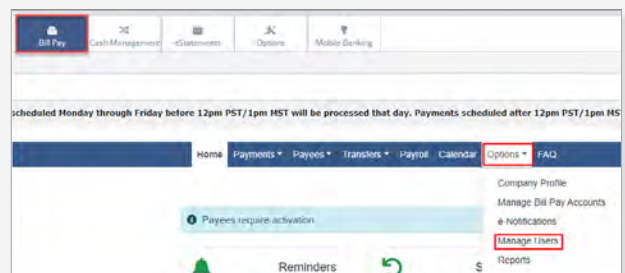 Bill Pay Cash Management eStatements Options Mobile Banking
scheduled Monday through Friday before 12pm PST/1pm MST will be processed that day. Payments scheduled after 12pm PST/1pm MS
Home Payments Payees Transfers Payroll Calendar Options FAQ
Company Profile
Manage Bill Pay Accounts
e-Notifications
Payees require activation
Manage Users
Reports
Reminders S